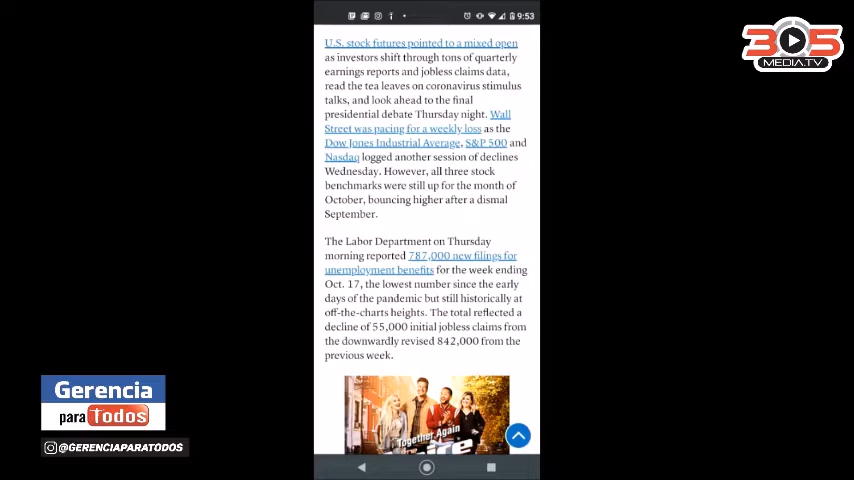 9:53
305
MEDIA.TV
U.S. stock futures pointed to a mixed open
as investors shift through tons of quarterly
earnings reports and jobless claims data,
read the tea leaves on coronavirus stimulus
talks, and look ahead to the final
presidential debate Thursday night. Wall
Street was pacing for a weekly loss as the
Dow Jones Industrial Average, S&P 500 and
Nasdaq logged another session of declines
Wednesday. However, all three stock
benchmarks were still up for the month of
October, bouncing higher after a dismal
September.
The Labor Department on Thursday
morning reported 787,000 new filings for
unemployment benefits for the week ending
Oct. 17, the lowest number since the early
days of the pandemic but still historically at
off-the-charts heights. The total reflected a
decline of 55,000 initial jobless claims from
the downwardly revised 842,000 from the
previous week.
Together Again
Gerencia
para Todos
@GERENCIAPARATODOS